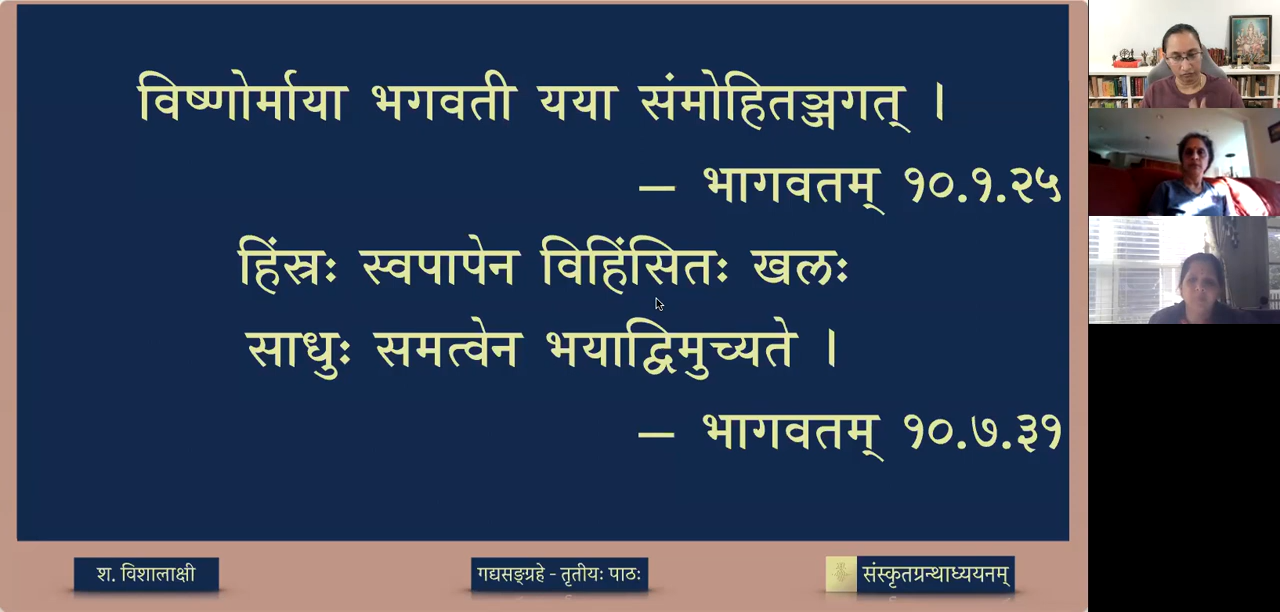 विष्णोर्माया भगवती यया संमोहितञ्जगत् ।
– भागवतम् १०.१.२५
हिंस्रः स्वपापेन विहिंसितः खलः
साधुः समत्वेन भयाद्विमुच्यते ।
– भागवतम् १०.७.३१
श. विशालाक्षी
गद्यसङ्ग्रहे - तृतीयः पाठः
संस्कृतग्रन्थाध्ययनम्